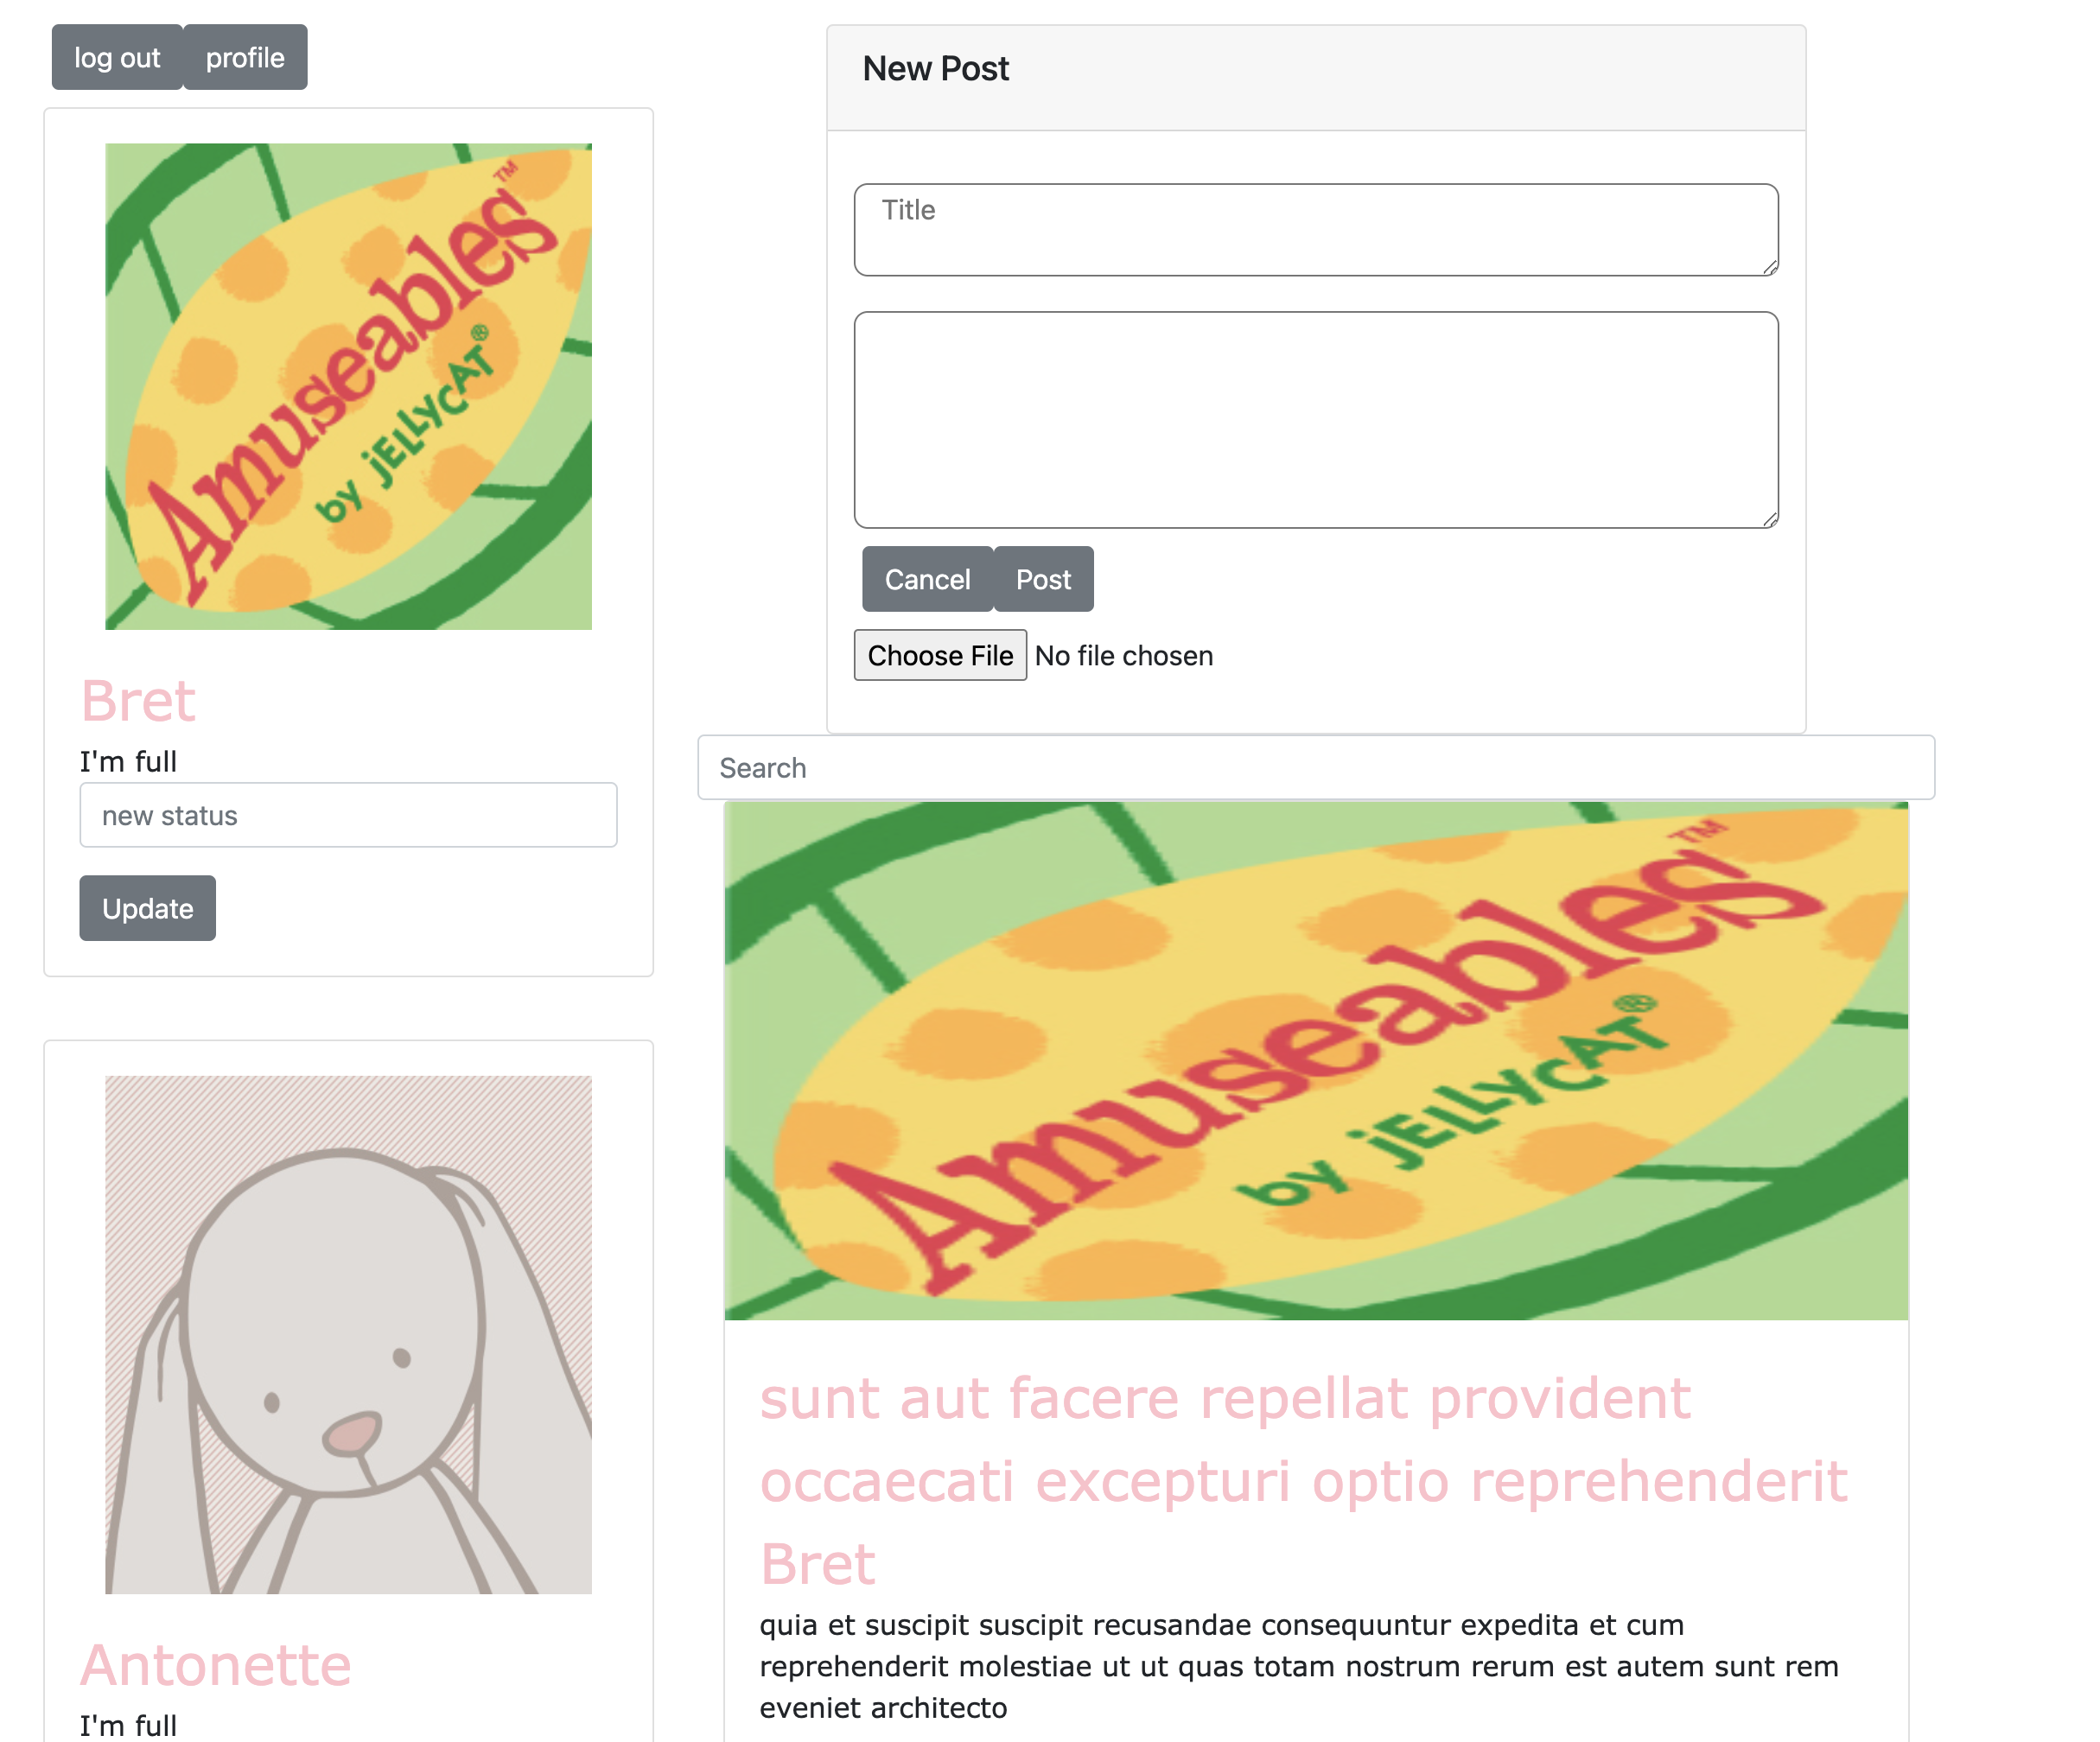 log out
profile
Amuseables™
by jELLYCAT®
Bret
I'm full
new status
Update
Antonette
I'm full
New Post
Title
Cancel
Post
Choose File No file chosen
Search
Amuseables™
by jELLYCAT®
sunt aut facere repellat provident
occaecati excepturi optio reprehenderit
Bret
quia et suscipit suscipit recusandae consequuntur expedita et cum
reprehenderit molestiae ut ut quas totam nostrum rerum est autem sunt rem
eveniet architecto